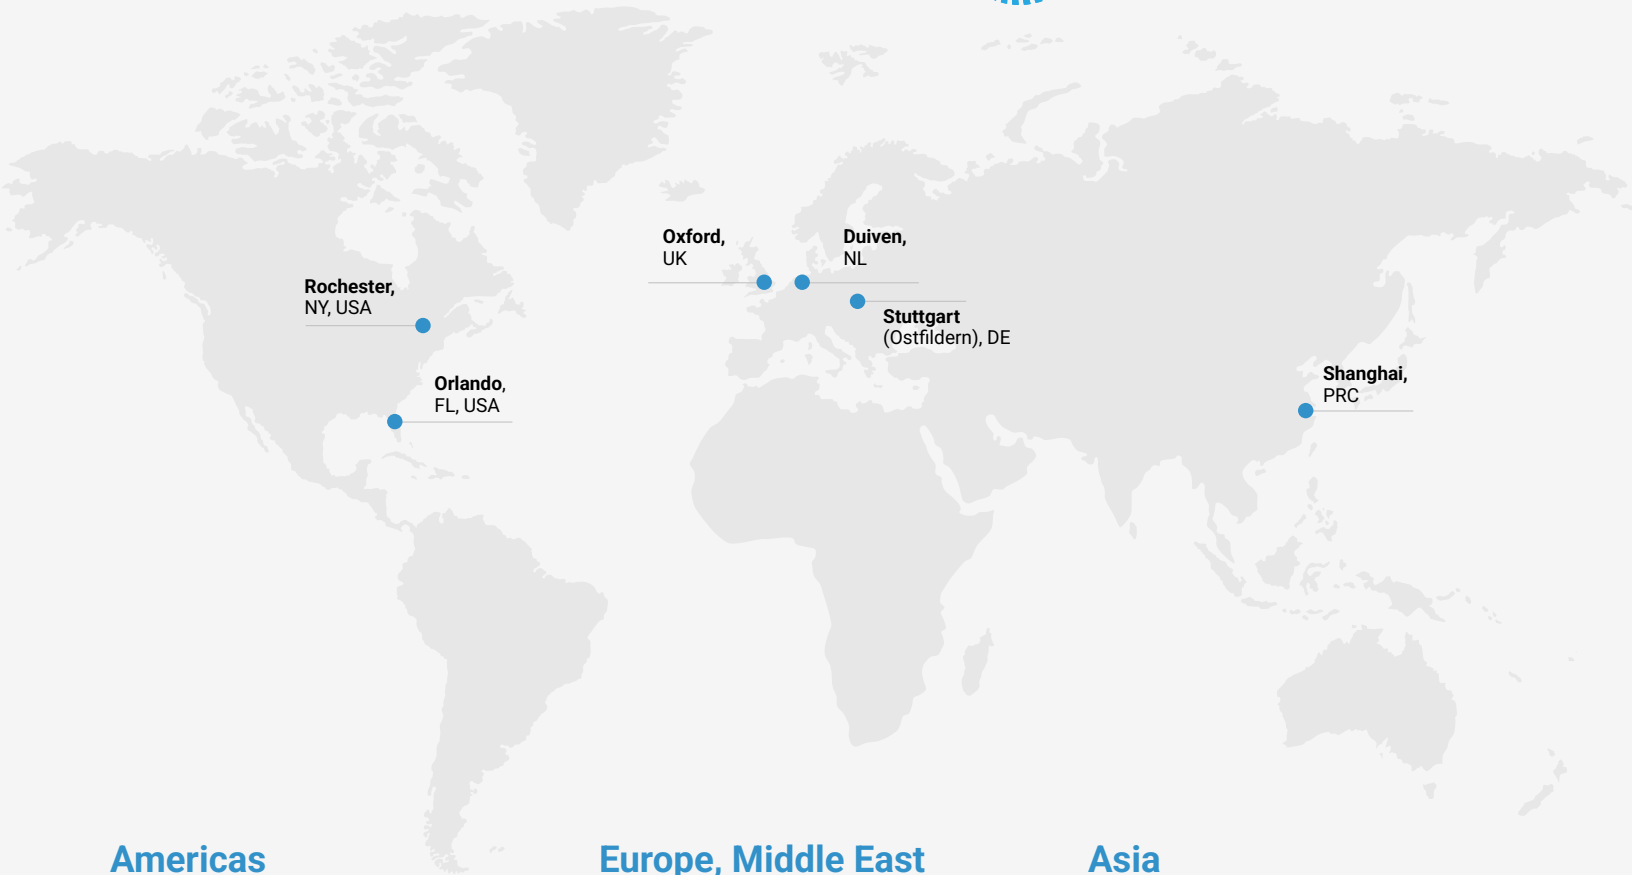 Oxford,
UK
Duiven,
NL
Rochester,
NY, USA
Stuttgart
(Ostfildern), DE
Orlando,
FL, USA
Shanghai,
PRC
Americas
Europe, Middle East
Asia